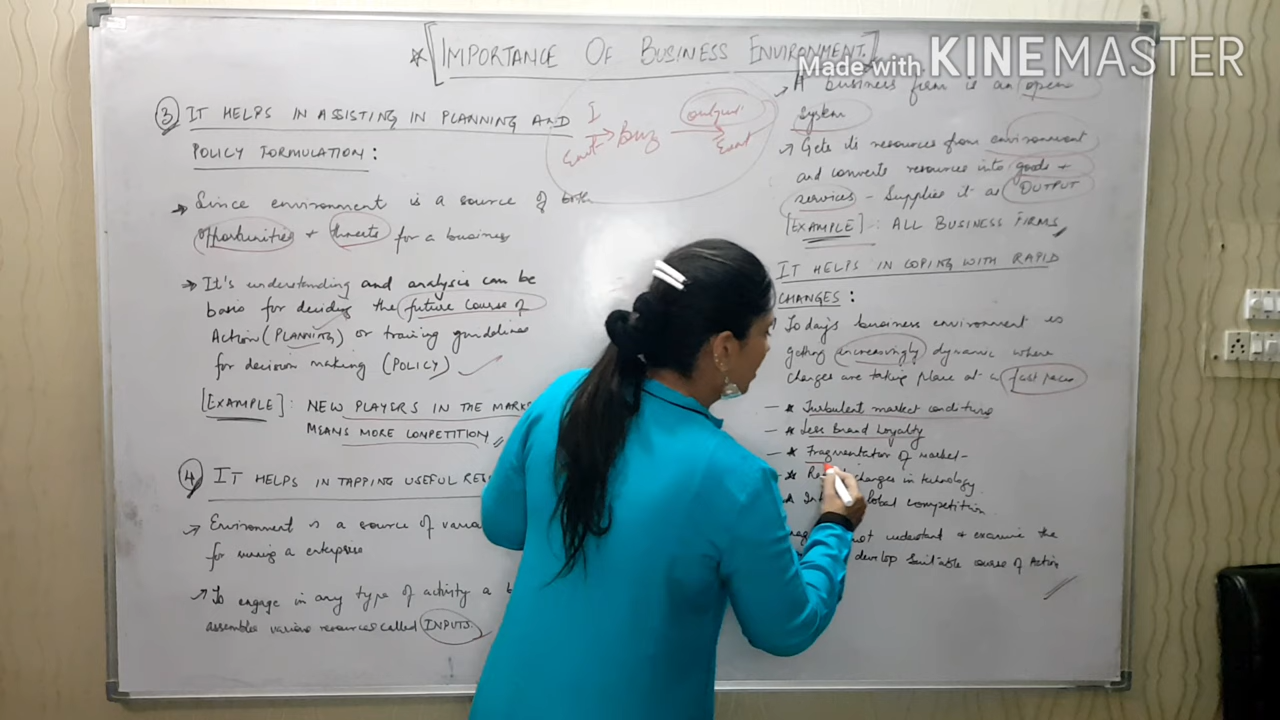 ★ [IMPORTANCE OF BUSINESS ENVIRONMENT.]
Made with KINEMASTER
③ IT HELPS IN ASSISTING IN PLANNING AND
POLICY FORMULATION:
→ Since environment is a source of both
opportunities + threats for a business
→ It's understanding and analysis can be
basis for deciding the future course of
Action (PLANNING) or training guidelines
for decision making (POLICY)
[EXAMPLE]: NEW PLAYERS IN THE MARK
MEANS MORE COMPETITION
④ IT HELPS IN TAPPING USEFUL RES
→ Environment is a source of vario
for runing a enterprise
→ To engage in any type of activity a b
assembles various resources called INPUTS.
I
→ Buz → output
→ A business firm is an open
system
→ Gets its resources from environment
and converts resources into goods +
services - Supplies it as OUTPUT
[EXAMPLE]: ALL BUSINESS FIRMS
IT HELPS IN COPING WITH RAPID
CHANGES:
Today's business environment is
getting increasingly dynamic where
changes are taking place at a fast pace
- ★ Turbulent market conditions
- ★ Less Brand Loyalty
- ★ Fragmentation of market-
- ★ changes in technology
★ global competition
understand + examine the
develop suitable course of Action